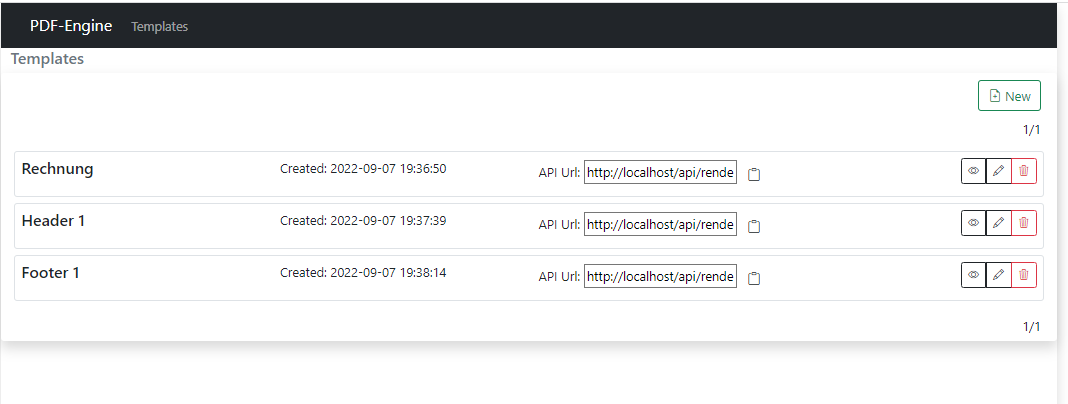 PDF-Engine Templates
Templates
New
1/1
Rechnung Created: 2022-09-07 19:36:50 API Url: http://localhost/api/rende
Header 1 Created: 2022-09-07 19:37:39 API Url: http://localhost/api/rende
Footer 1 Created: 2022-09-07 19:38:14 API Url: http://localhost/api/rende
1/1